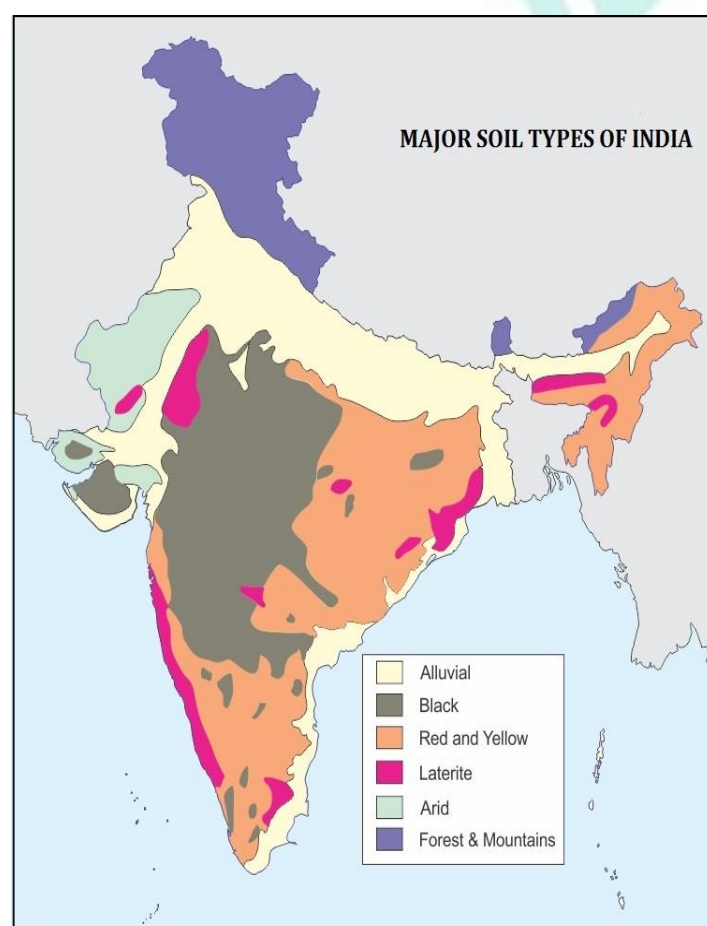 MAJOR SOIL TYPES OF INDIA
Alluvial
Black
Red and Yellow
Laterite
Arid
Forest & Mountains